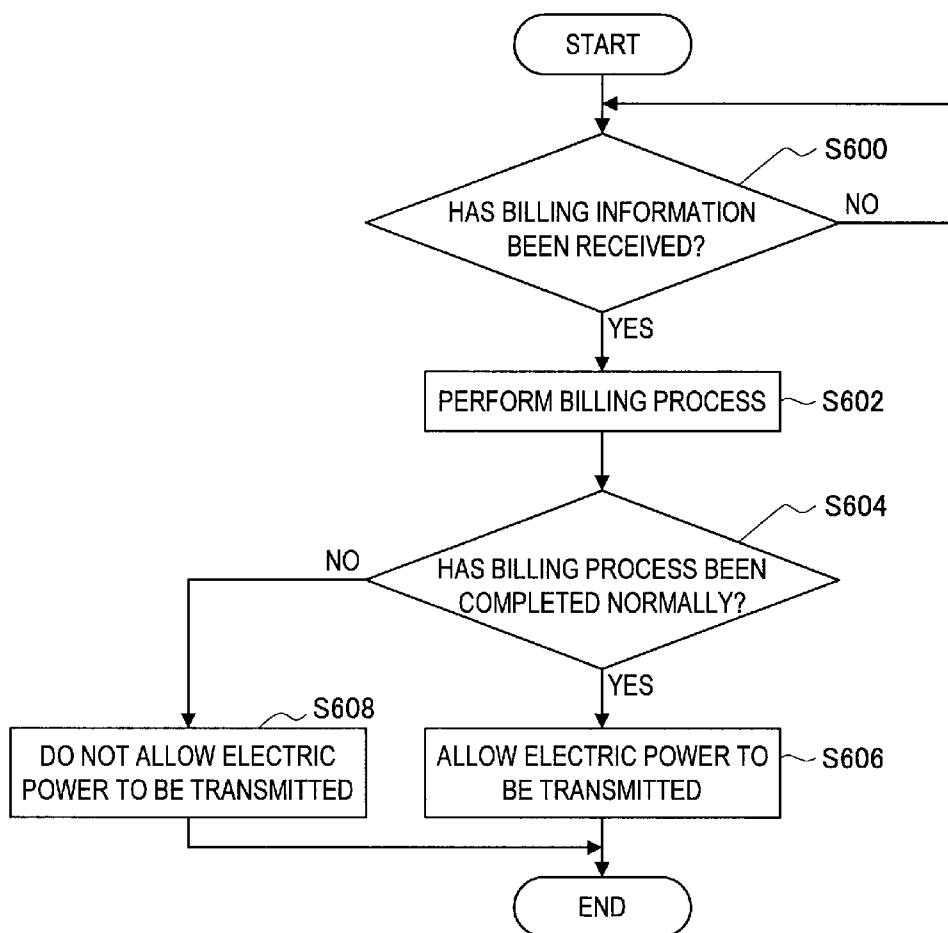 START
S600
HAS BILLING INFORMATION
BEEN RECEIVED?
NO
YES
PERFORM BILLING PROCESS
S602
S604
NO
HAS BILLING PROCESS BEEN
COMPLETED NORMALLY?
YES
S608
DO NOT ALLOW ELECTRIC
POWER TO BE TRANSMITTED
ALLOW ELECTRIC POWER TO
BE TRANSMITTED
S606
END